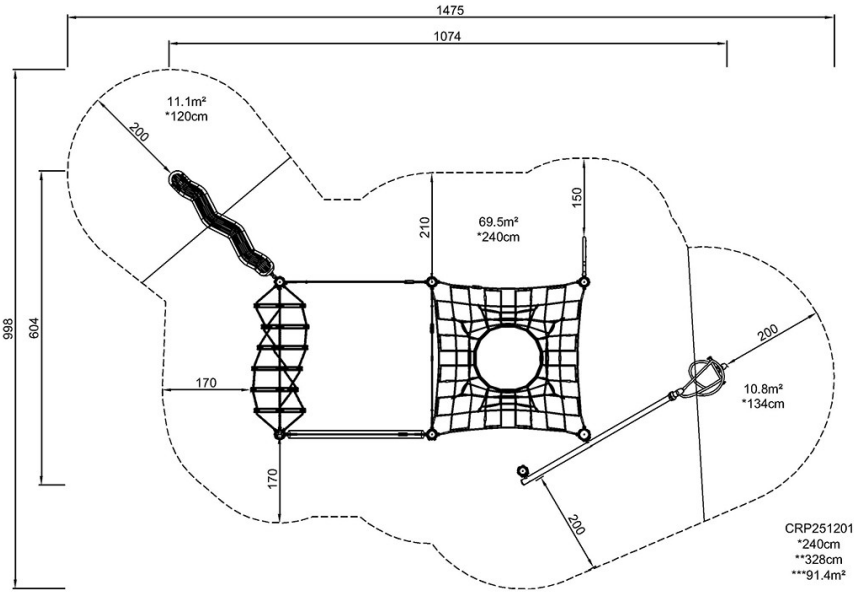 1475
1074
11.1m²
*120cm
200
998
604
210
69.5m²
*240cm
150
200
10.8m²
*134cm
170
170
200
CRP251201
*240cm
**328cm
***91.4m²